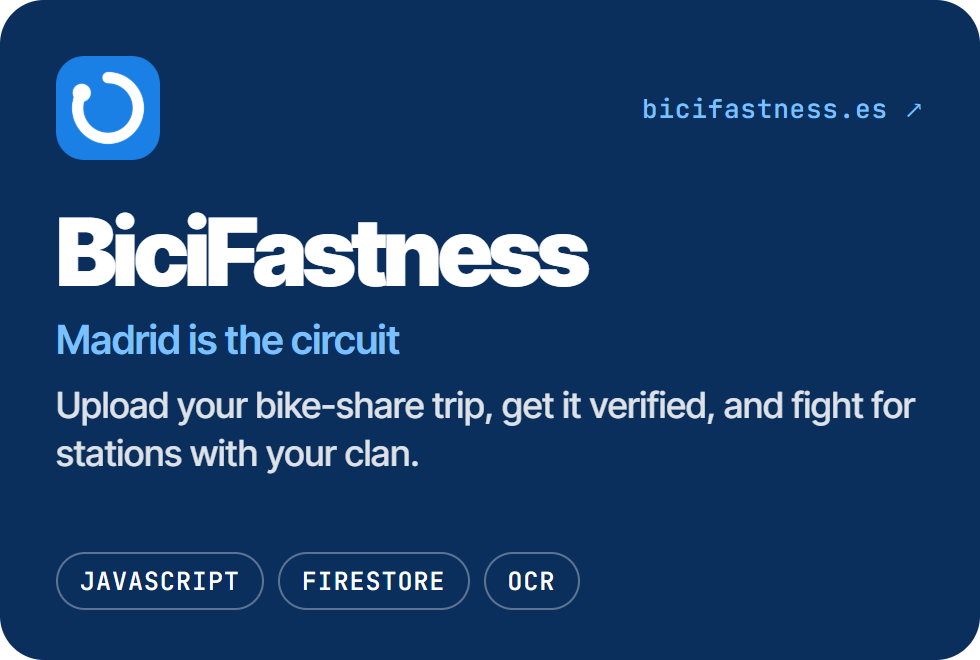 bicifastness.es ↗
BiciFastness
Madrid is the circuit
Upload your bike-share trip, get it verified, and fight for
stations with your clan.
JAVASCRIPT FIRESTORE OCR